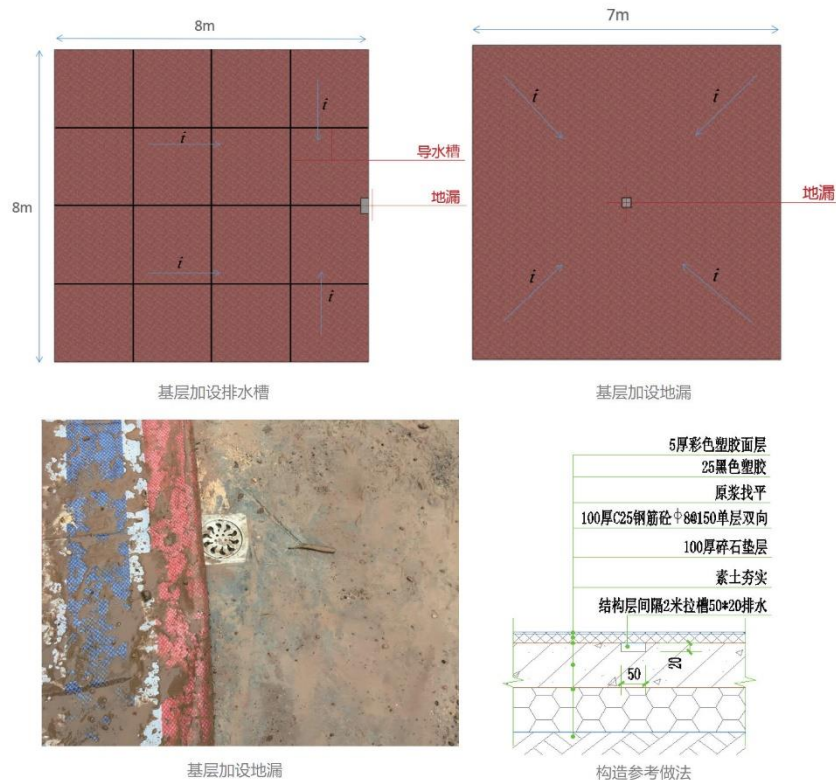 8m
8m
i
i
i
i
导水槽
地漏
基层加设排水槽
7m
i
i
i
i
地漏
基层加设地漏
基层加设地漏
5厚彩色塑胶面层
25黑色塑胶
原浆找平
100厚C25钢筋砼φ8@150单层双向
100厚碎石垫层
素土夯实
结构层间隔2米拉槽50*20排水
50
20
构造参考做法